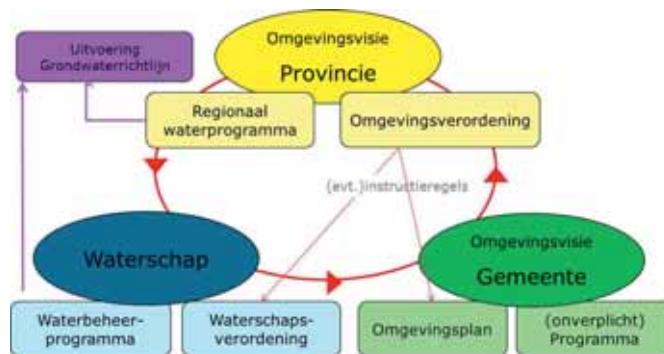 Uitvoering
Grondwaterrichtlijn
Omgevingsvisie
Provincie
Regionaal
waterprogramma
Omgevingsverordening
(evt.)instructieregels
Waterschap
Omgevingsvisie
Gemeente
Waterbeheer-
programma
Waterschaps-
verordening
Omgevingsplan
(onverplicht)
Programma